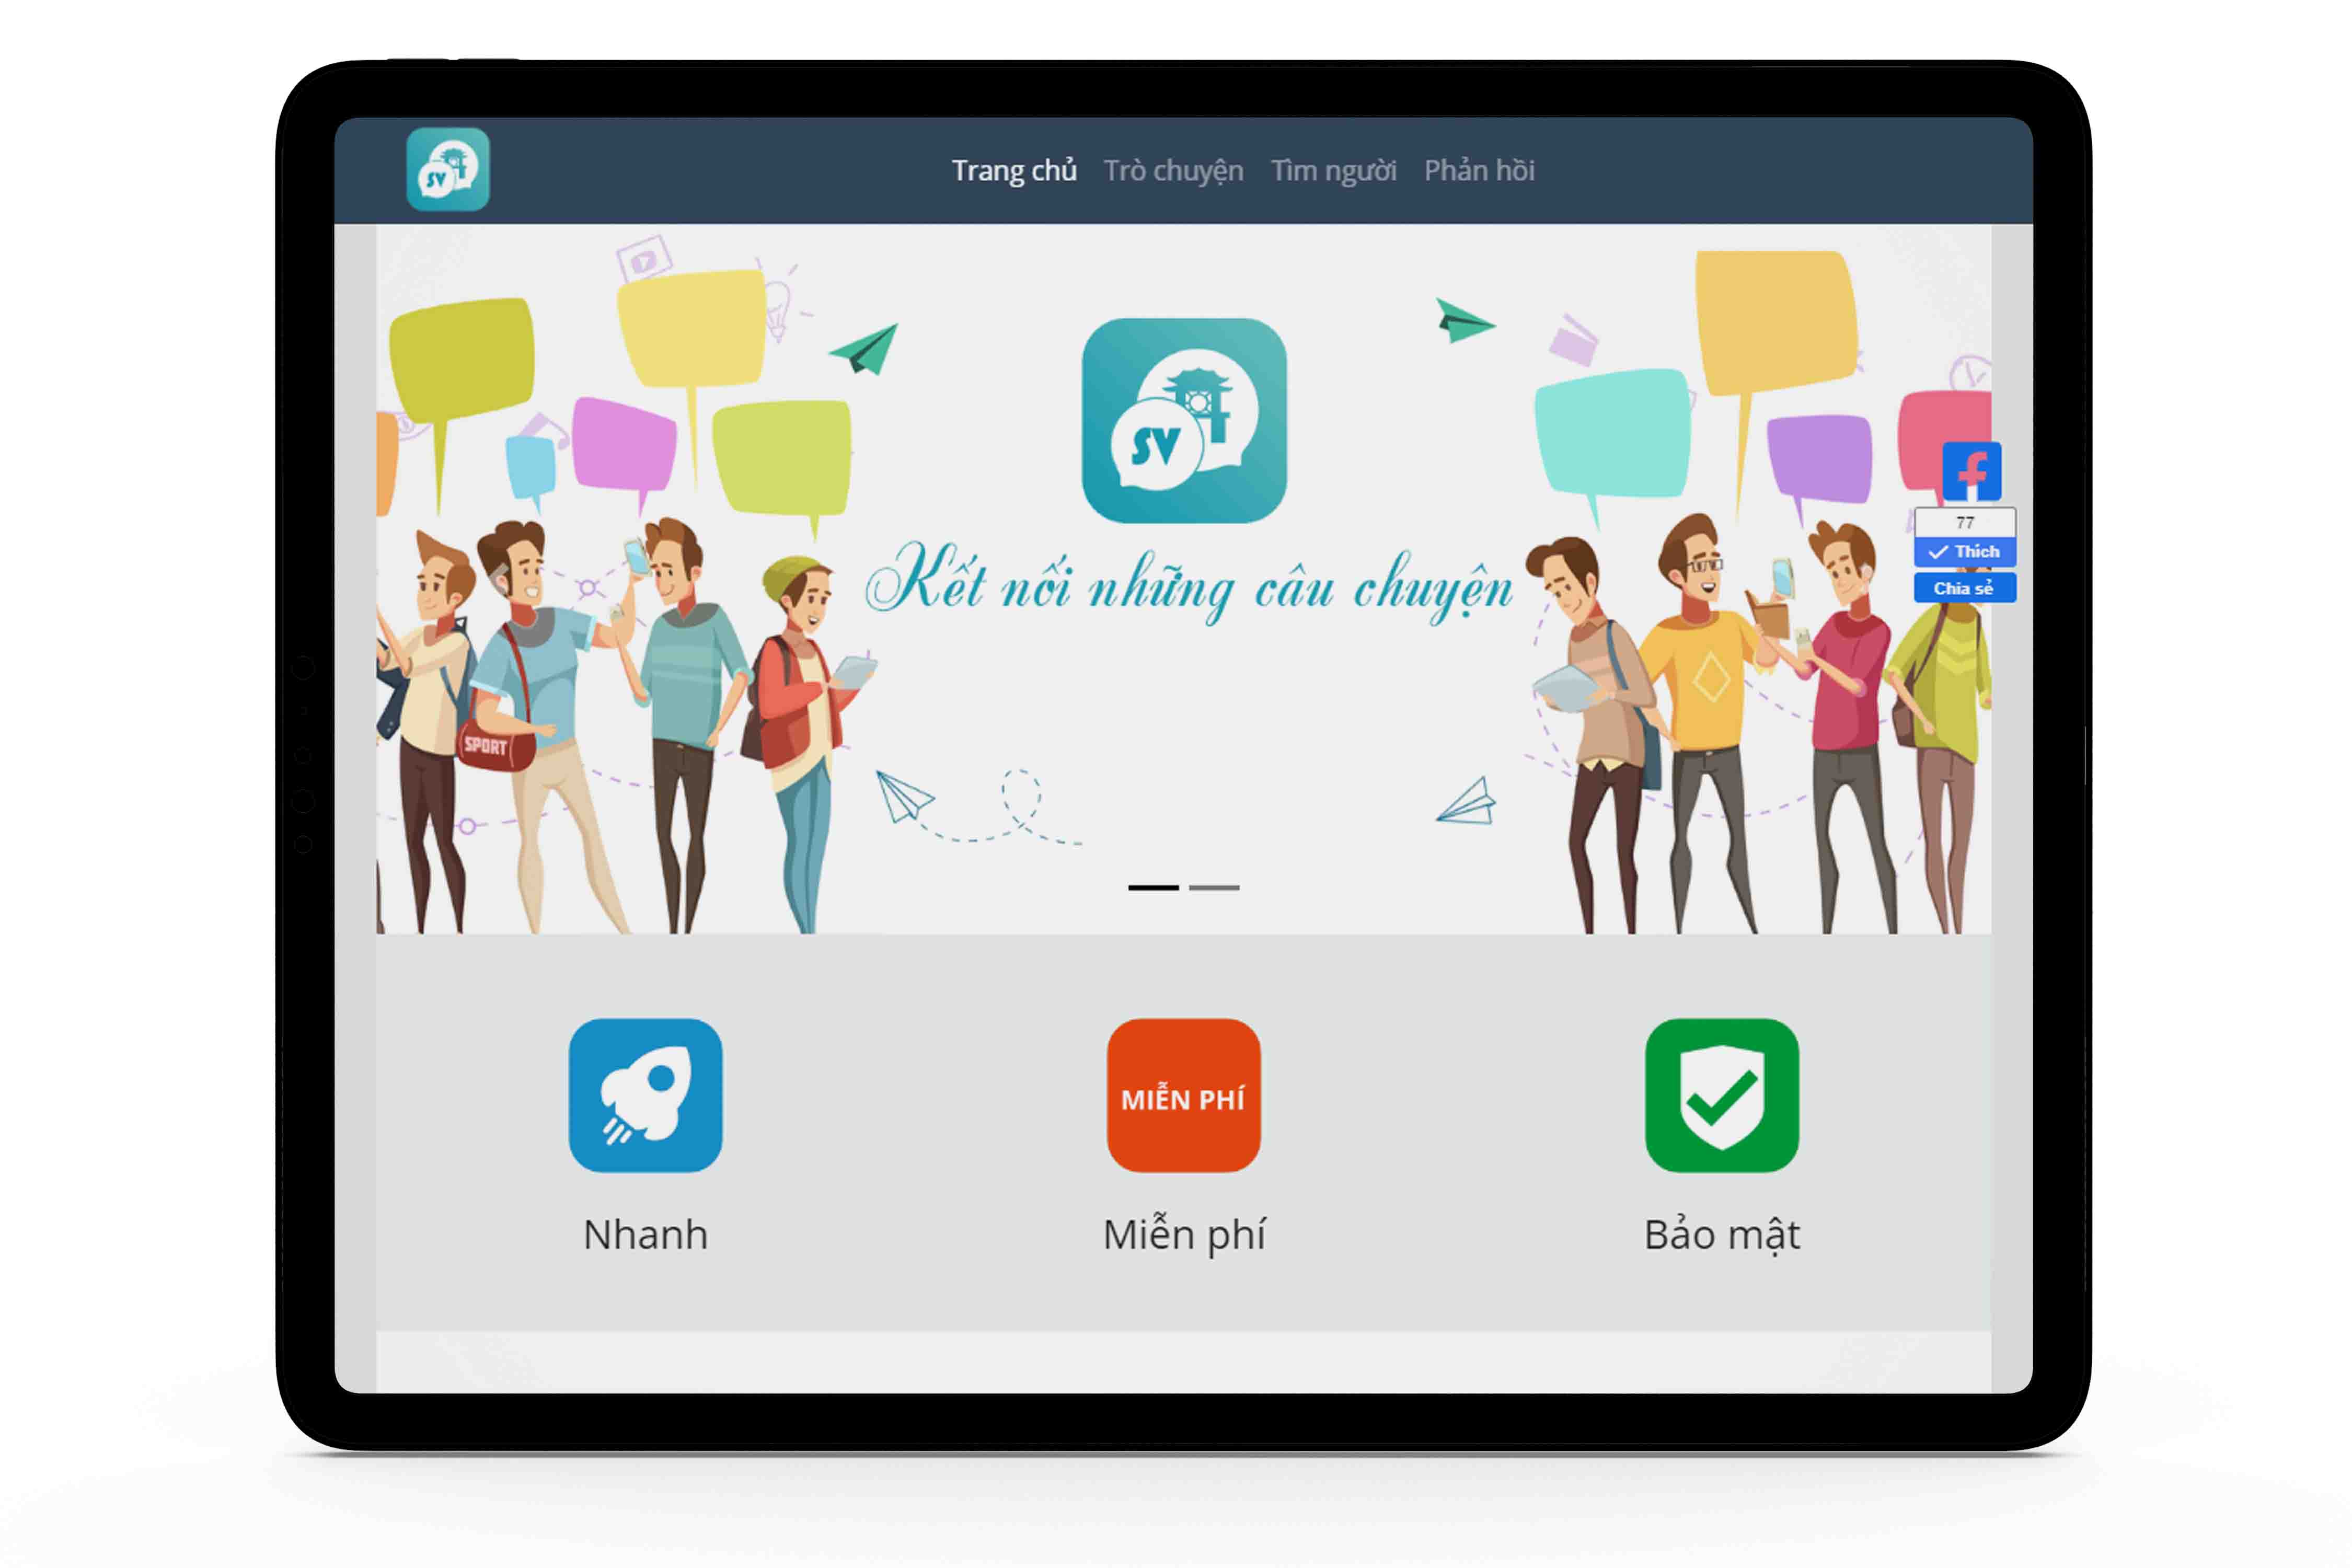 SV
Trang chủ
Trò chuyện
Tìm người
Phản hồi
SV
Kết nối những câu chuyện
77
Thích
Chia sẻ
SPORT
MIỄN PHÍ
Nhanh
Miễn phí
Bảo mật